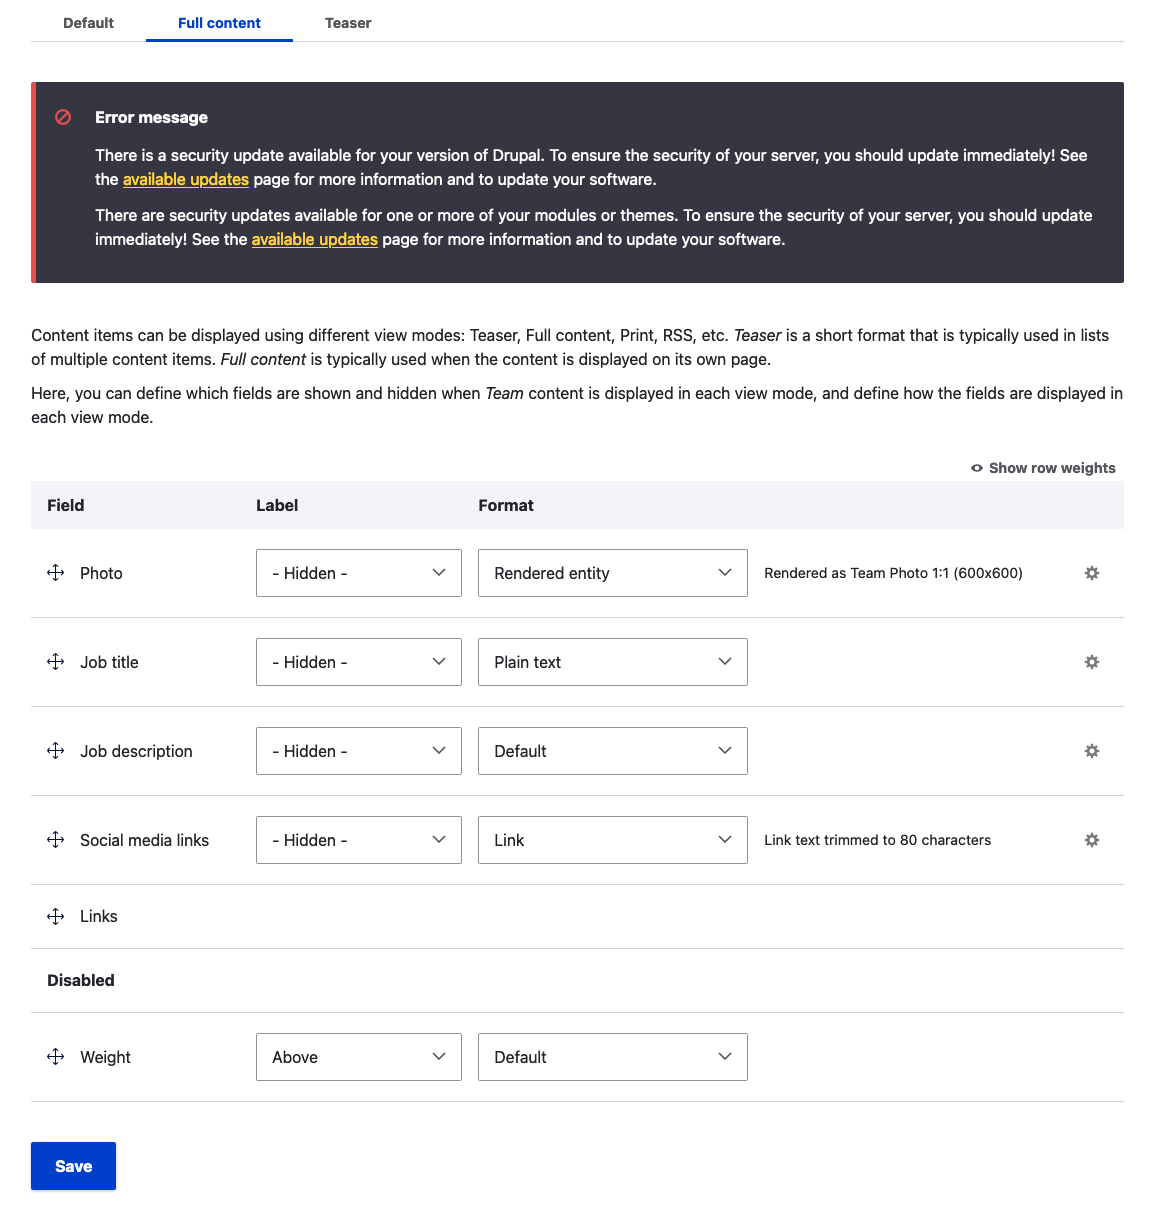 Default Full content Teaser
Error message
There is a security update available for your version of Drupal. To ensure the security of your server, you should update immediately! See
the available updates page for more information and to update your software.
There are security updates available for one or more of your modules or themes. To ensure the security of your server, you should update
immediately! See the available updates page for more information and to update your software.
Content items can be displayed using different view modes: Teaser, Full content, Print, RSS, etc. Teaser is a short format that is typically used in lists
of multiple content items. Full content is typically used when the content is displayed on its own page.
Here, you can define which fields are shown and hidden when Team content is displayed in each view mode, and define how the fields are displayed in
each view mode.
Show row weights
Field Label Format
Photo - Hidden - Rendered entity Rendered as Team Photo 1:1 (600x600)
Job title - Hidden - Plain text
Job description - Hidden - Default
Social media links - Hidden - Link Link text trimmed to 80 characters
Links
Disabled
Weight Above Default
Save